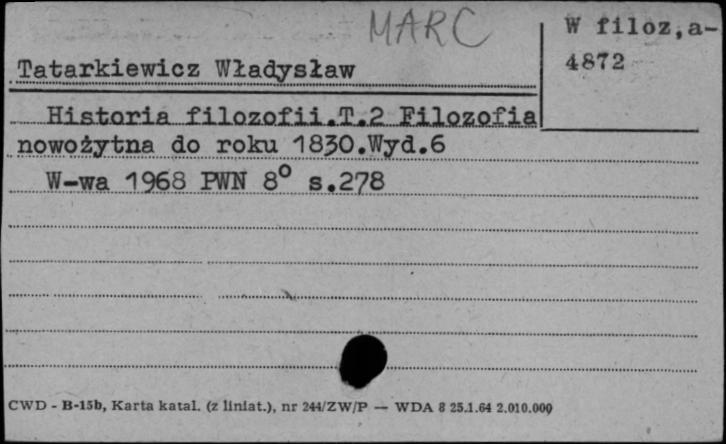 MARC
W filoz,a-
4872
Tatarkiewicz Władysław
Historia filozofii.T.2 Filozofia
nowożytna do roku 1830.Wyd.6
W-wa 1968 PWN 8° s.278
CWD - B-15b, Karta katal. (z liniat.), nr 244/ZW/P — WDA 8 25.1.64 2.010.000